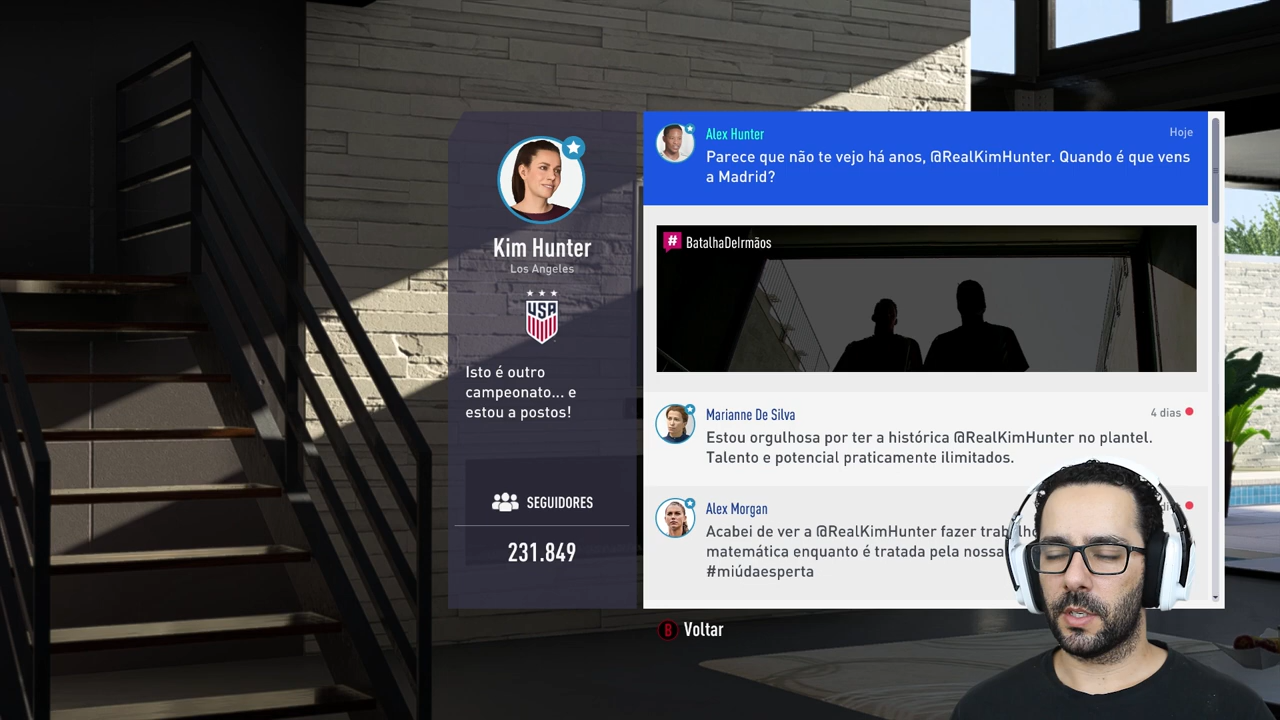 Alex Hunter
Hoje
Parece que não te vejo há anos, @RealKimHunter. Quando é que vens
a Madrid?
Kim Hunter
Los Angeles
USA
Isto é outro
campeonato... e
estou a postos!
SEGUIDORES
231.849
# BatalhaDeIrmãos
Marianne De Silva
4 dias
Estou orgulhosa por ter a histórica @RealKimHunter no plantel.
Talento e potencial praticamente ilimitados.
Alex Morgan
Acabei de ver a @RealKimHunter fazer
matemática enquanto é tratada pela nossa
#miúdaesperta
B Voltar